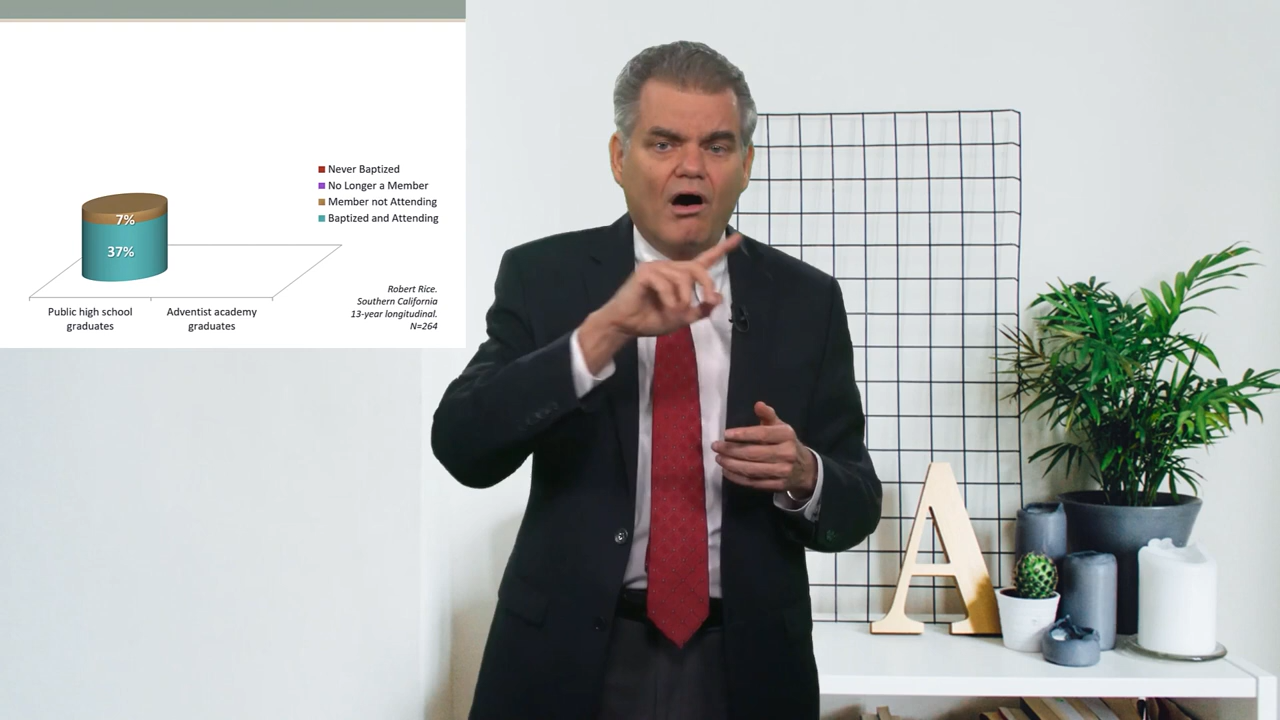 Never Baptized
No Longer a Member
Member not Attending
Baptized and Attending
7%
37%
Public high school
graduates
Adventist academy
graduates
Robert Rice.
Southern California
13-year longitudinal.
N=264
A